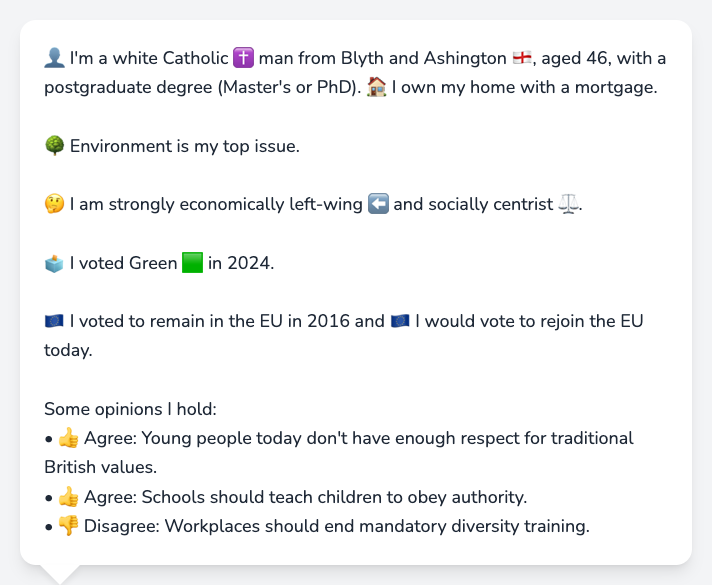 👤 I'm a white Catholic ✝️ man from Blyth and Ashington 🏴󠁧󠁢󠁥󠁮󠁧󠁿, aged 46, with a
postgraduate degree (Master's or PhD). 🏠 I own my home with a mortgage.
🌳 Environment is my top issue.
🤔 I am strongly economically left-wing ⬅️ and socially centrist ⚖️.
🗳️ I voted Green 🟩 in 2024.
🇪🇺 I voted to remain in the EU in 2016 and 🇪🇺 I would vote to rejoin the EU
today.
Some opinions I hold:
• 👍 Agree: Young people today don't have enough respect for traditional
British values.
• 👍 Agree: Schools should teach children to obey authority.
• 👎 Disagree: Workplaces should end mandatory diversity training.